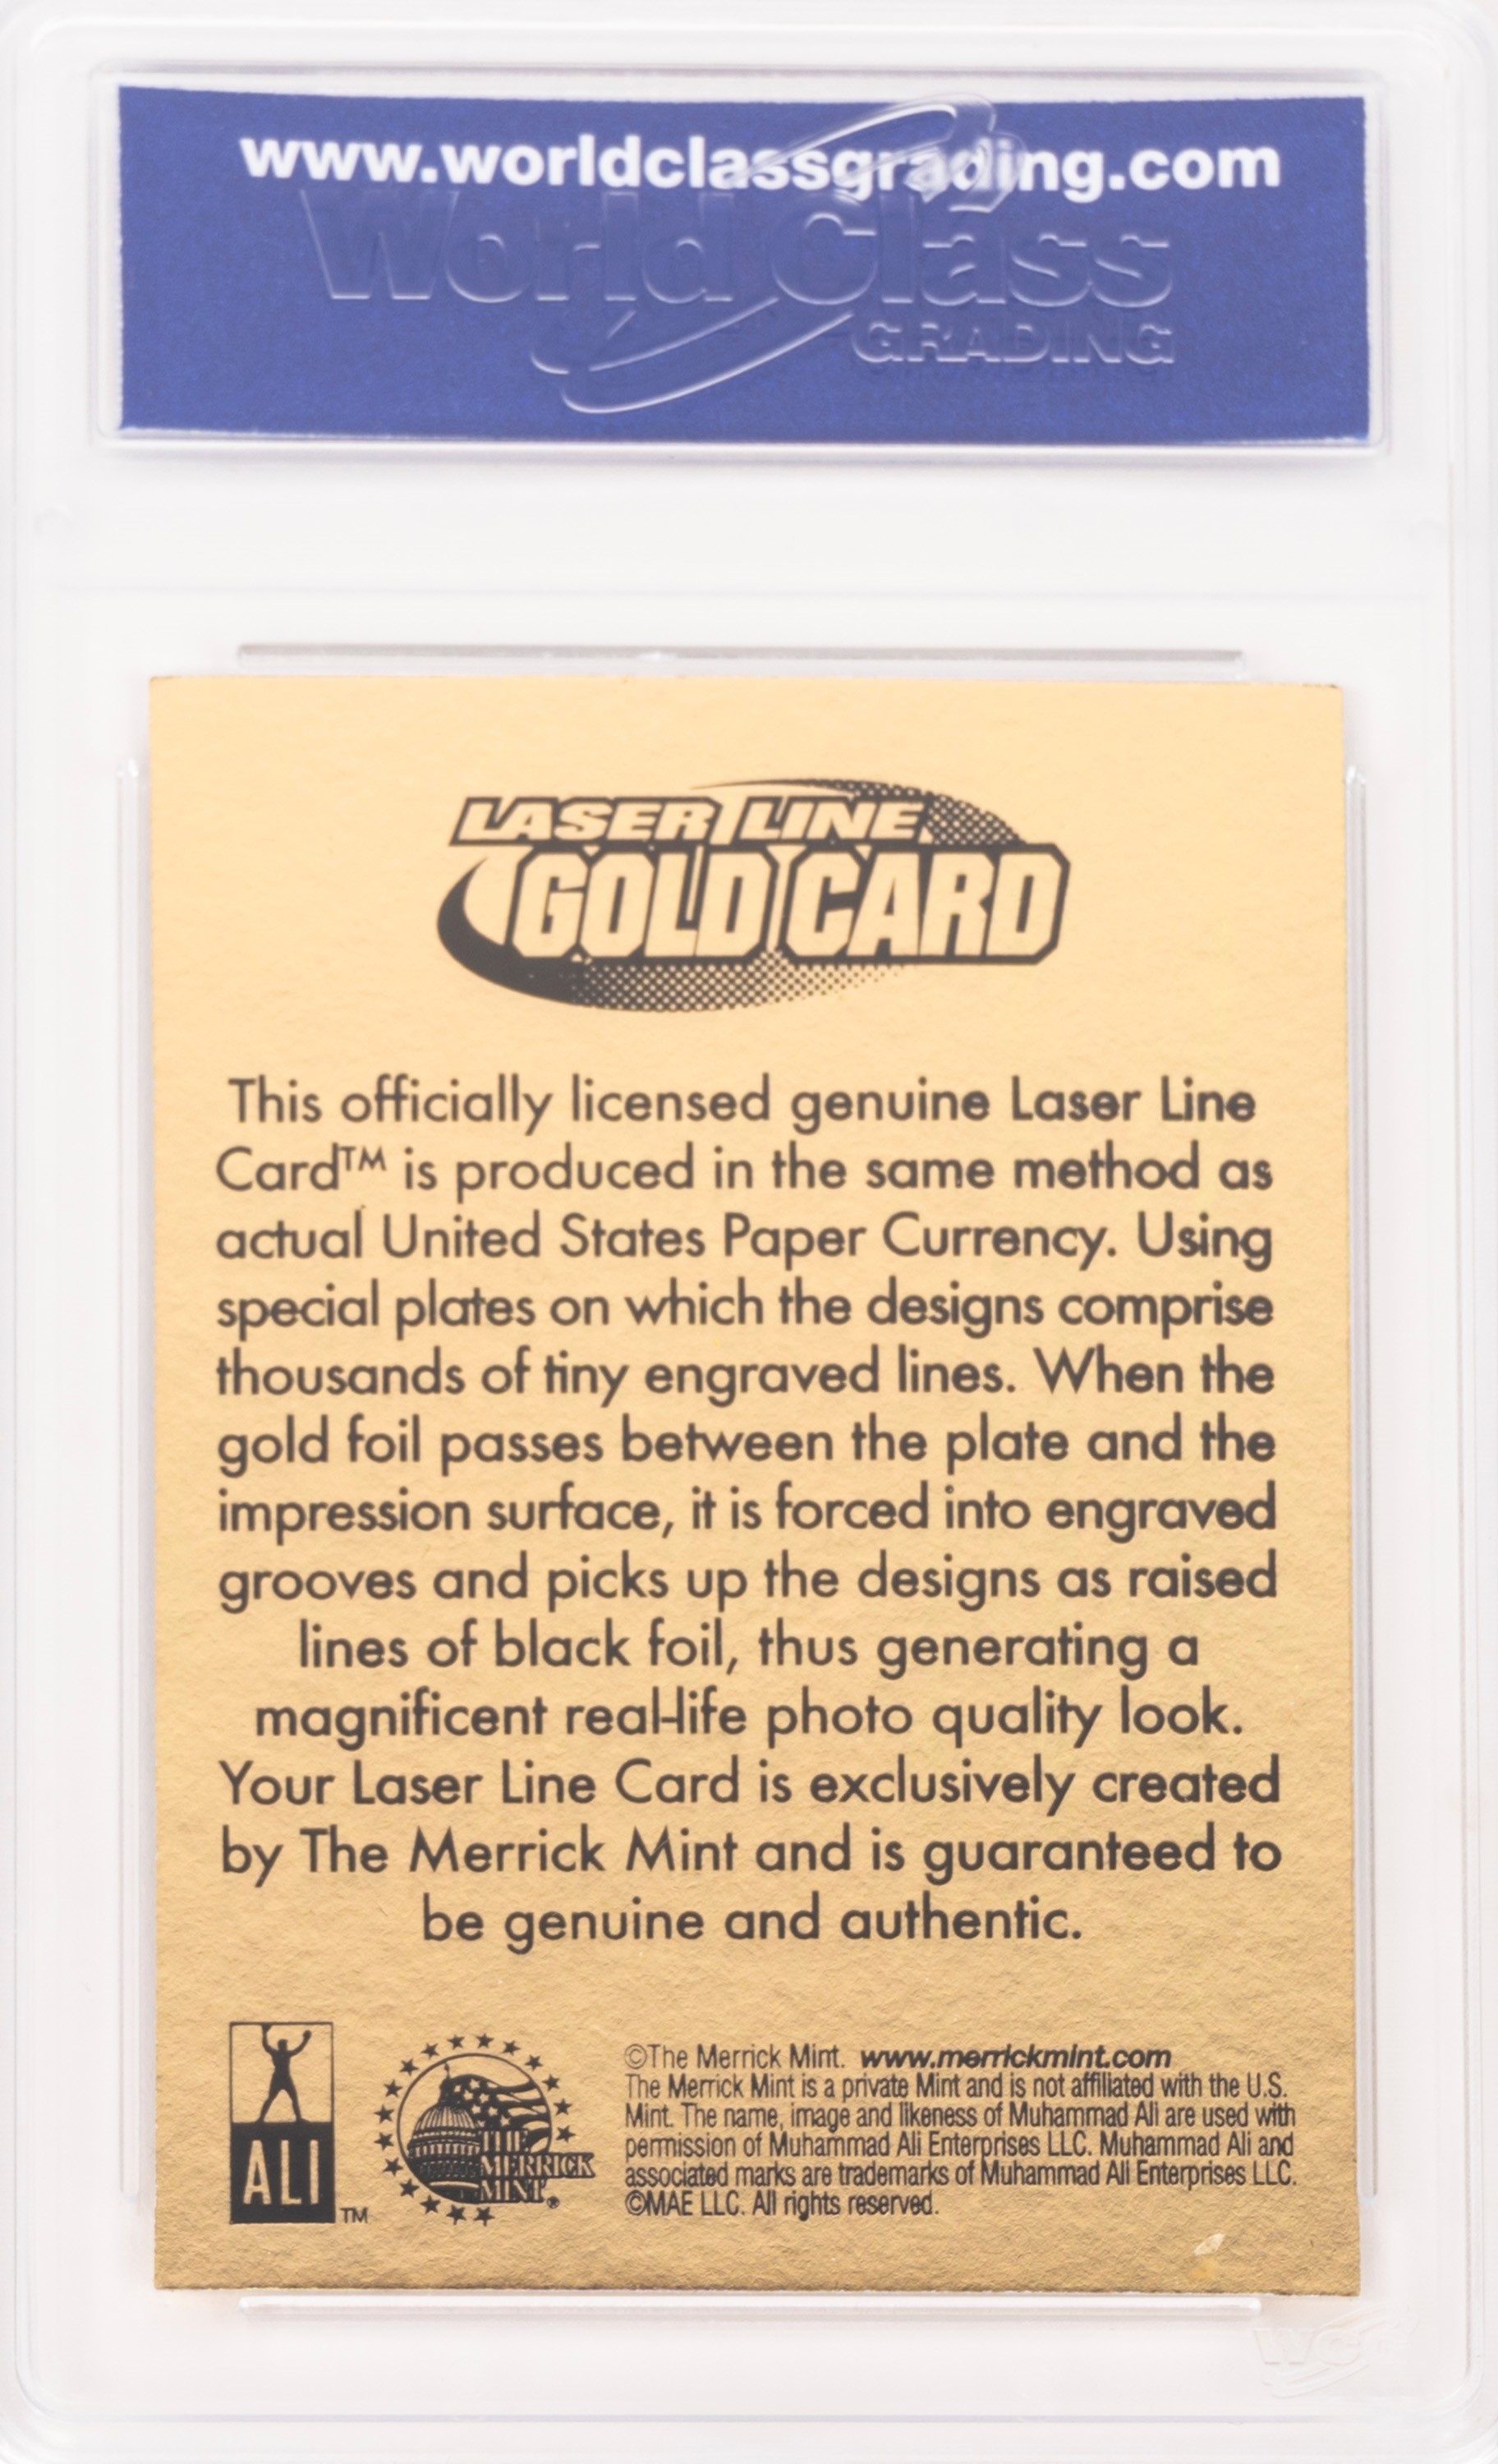 www.worldclassgrading.com
World Class
GRADING
LASER LINE
GOLD CARD
This officially licensed genuine Laser Line
Card™ is produced in the same method as
actual United States Paper Currency. Using
special plates on which the designs comprise
thousands of tiny engraved lines. When the
gold foil passes between the plate and the
impression surface, it is forced into engraved
grooves and picks up the designs as raised
lines of black foil, thus generating a
magnificent real-life photo quality look.
Your Laser Line Card is exclusively created
by The Merrick Mint and is guaranteed to
be genuine and authentic.
ALI
™
THE
MERRICK
MINT®
©The Merrick Mint. www.merrickmint.com
The Merrick Mint is a private Mint and is not affiliated with the U.S.
Mint. The name, image and likeness of Muhammad Ali are used with
permission of Muhammad Ali Enterprises LLC. Muhammad Ali and
associated marks are trademarks of Muhammad Ali Enterprises LLC.
©MAE LLC. All rights reserved.
WCG